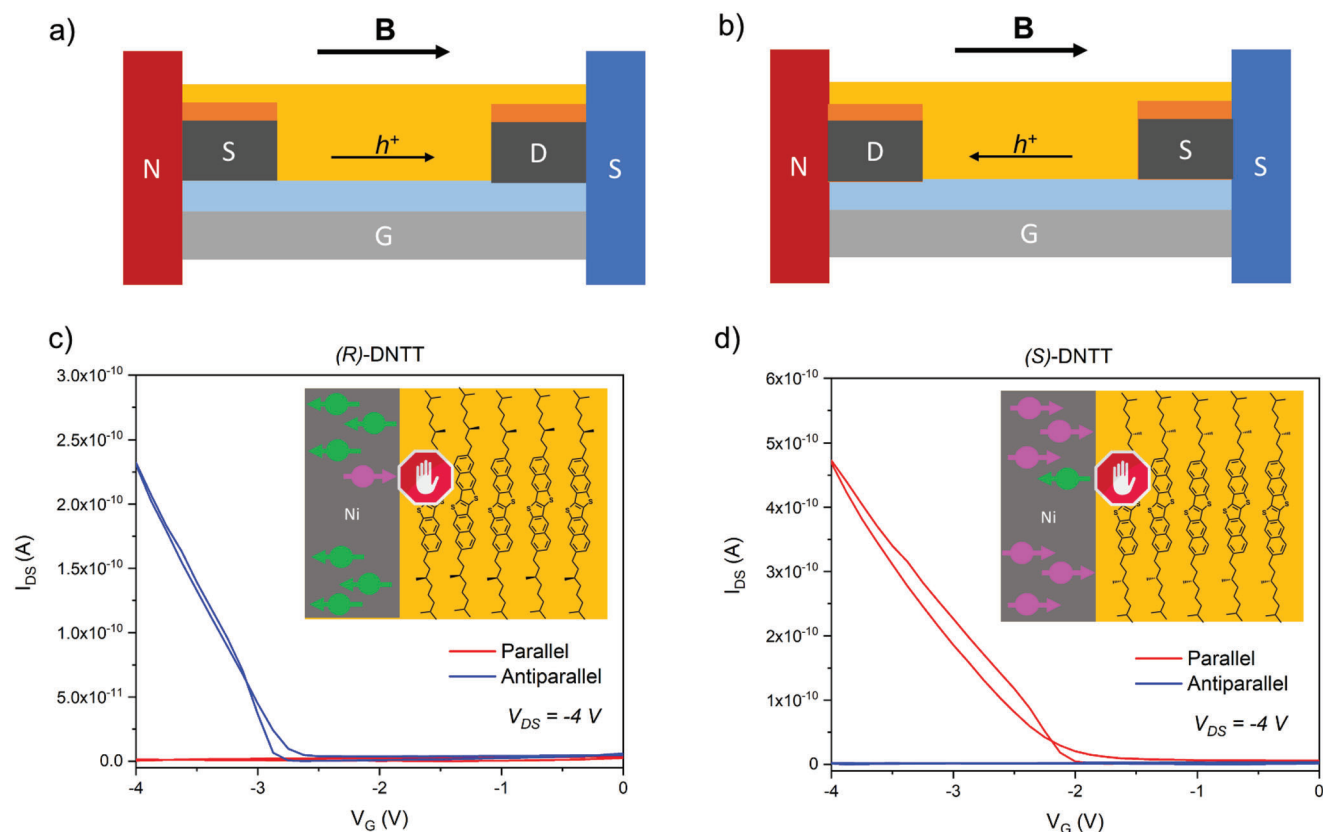 a)
B
N
S
h+
D
S
G
b)
B
N
D
h+
S
S
G
c)
(R)-DNTT
3.0x10-10
2.5x10-10
2.0x10-10
1.5x10-10
1.0x10-10
5.0x10-11
0.0
IDS (A)
Ni
S S S S S
S S S S S
Parallel
Antiparallel
VDS = -4 V
-4 -3 -2 -1 0
VG (V)
d)
(S)-DNTT
6x10-10
5x10-10
4x10-10
3x10-10
2x10-10
1x10-10
0
IDS (A)
Ni
S S S S S
S S S S S
Parallel
Antiparallel
VDS = -4 V
-4 -3 -2 -1 0
VG (V)